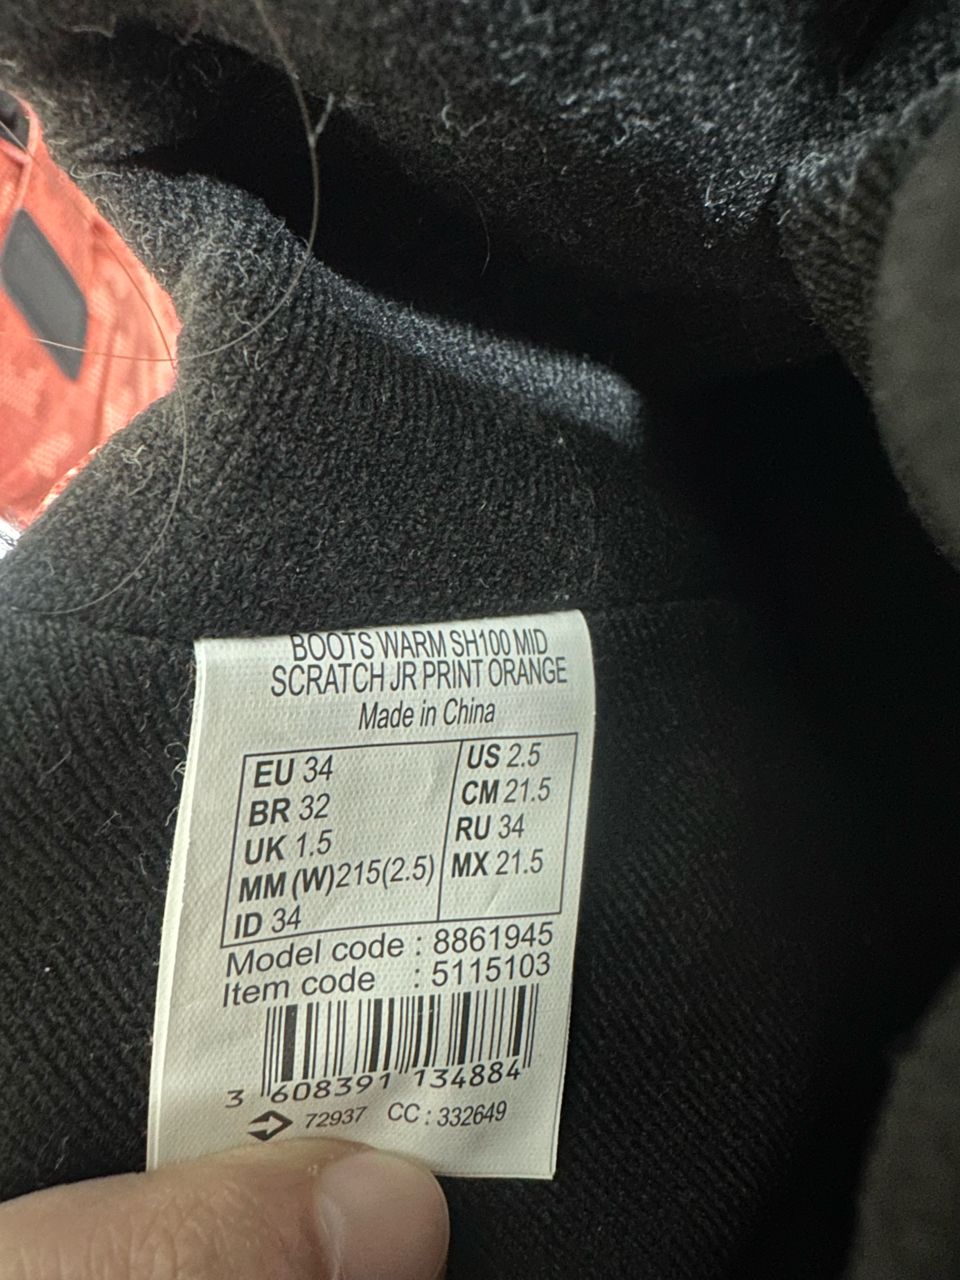 BOOTS WARM SH100 MID
SCRATCH JR PRINT ORANGE
Made in China
EU 34
BR 32
UK 1.5
MM (W)215(2.5)
ID 34
US 2.5
CM 21.5
RU 34
MX 21.5
Model code : 8861945
Item code : 5115103
3 608391 134884
72937 CC : 332649